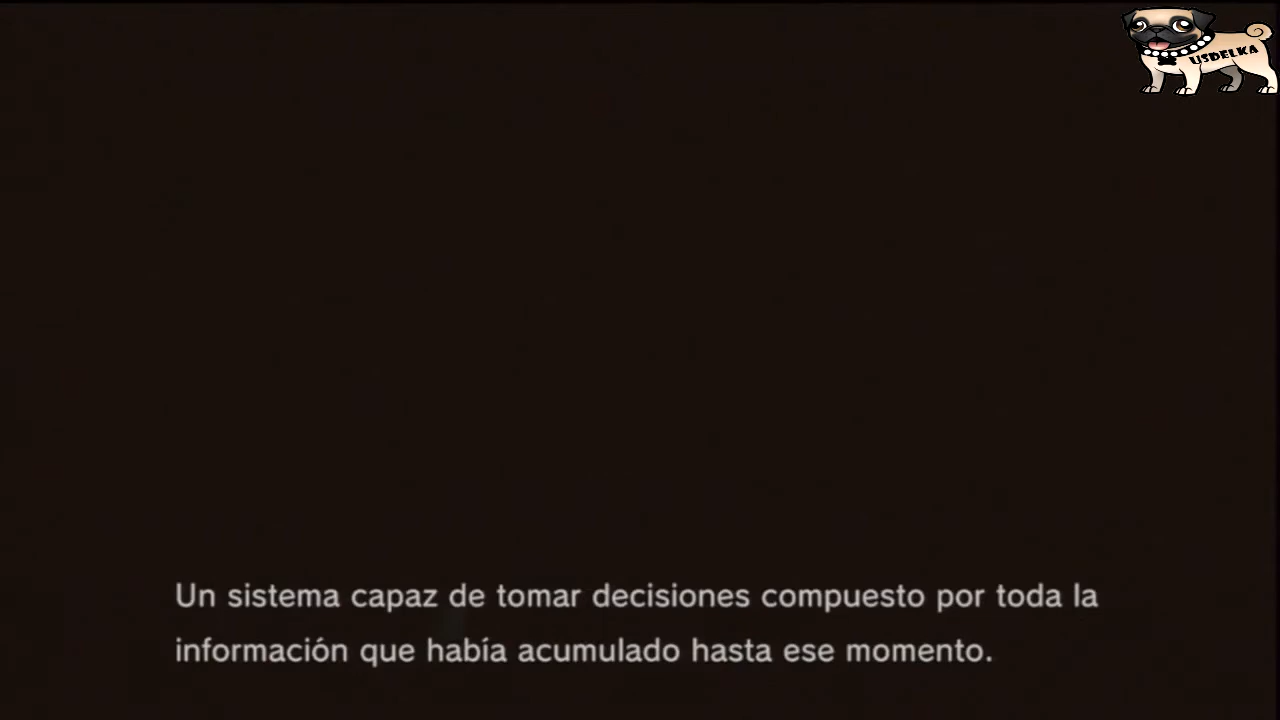 USDELKA
Un sistema capaz de tomar decisiones compuesto por toda la
información que había acumulado hasta ese momento.